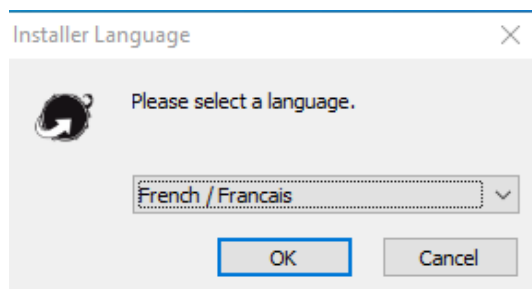 Installer Language
Please select a language.
French / Francais
OK
Cancel